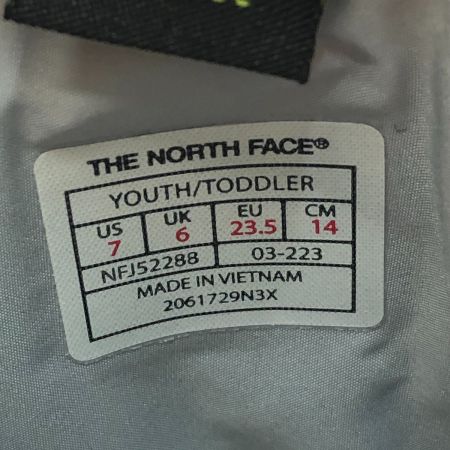 THE NORTH FACE®
YOUTH/TODDLER
US UK EU CM
7 6 23.5 14
NFJ52288 03-223
MADE IN VIETNAM
2061729N3X